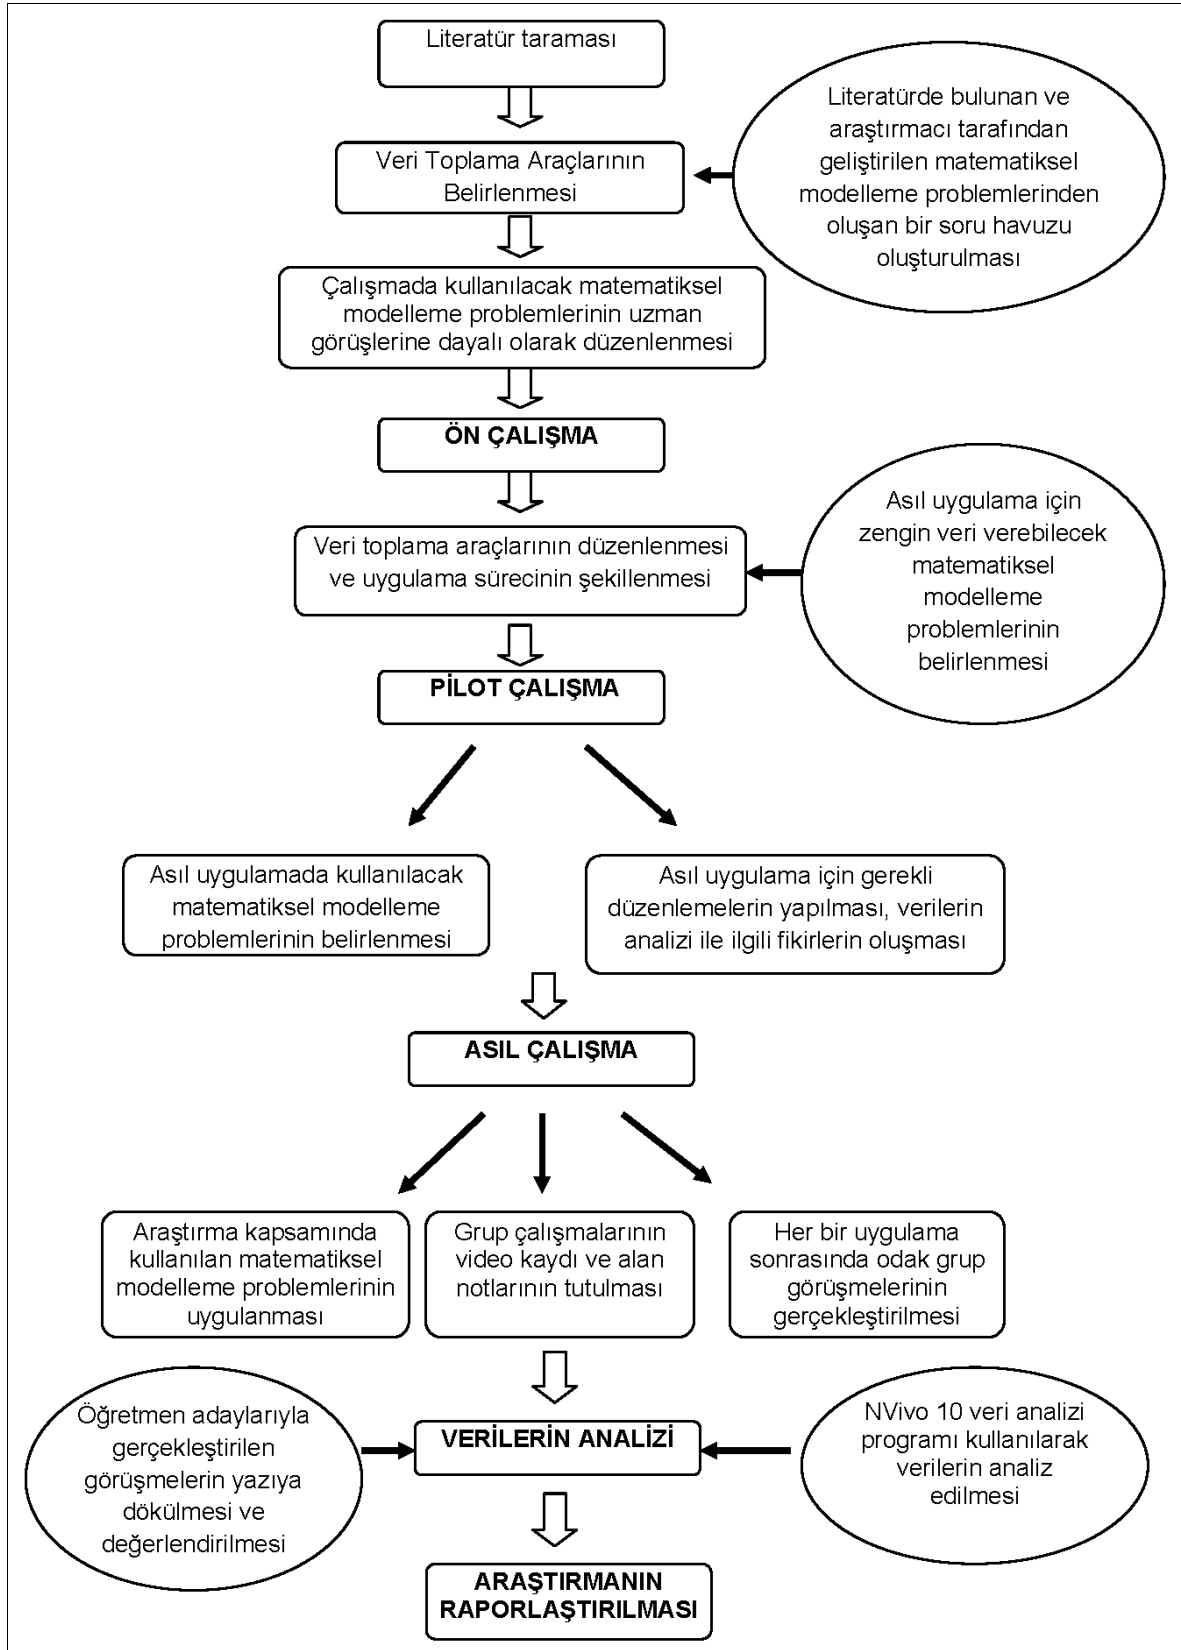 Literatür taraması
Literatürde bulunan ve
araştırmacı tarafından
geliştirilen matematiksel
modelleme problemlerinden
oluşan bir soru havuzu
oluşturulması
Veri Toplama Araçlarının
Belirlenmesi
Çalışmada kullanılacak matematiksel
modelleme problemlerinin uzman
görüşlerine dayalı olarak düzenlenmesi
ÖN ÇALIŞMA
Asıl uygulama için
zengin veri verebilecek
matematiksel
modelleme
problemlerinin
belirlenmesi
Veri toplama araçlarının düzenlenmesi
ve uygulama sürecinin şekillenmesi
PİLOT ÇALIŞMA
Asıl uygulamada kullanılacak
matematiksel modelleme
problemlerinin belirlenmesi
Asıl uygulama için gerekli
düzenlemelerin yapılması, verilerin
analizi ile ilgili fikirlerin oluşması
ASIL ÇALIŞMA
Araştırma kapsamında
kullanılan matematiksel
modelleme problemlerinin
uygulanması
Grup çalışmalarının
video kaydı ve alan
notlarının tutulması
Her bir uygulama
sonrasında odak grup
görüşmelerinin
gerçekleştirilmesi
Öğretmen adaylarıyla
gerçekleştirilen
görüşmelerin yazıya
dökülmesi ve
değerlendirilmesi
VERİLERİN ANALİZİ
NVivo 10 veri analizi
programı kullanılarak
verilerin analiz
edilmesi
ARAŞTIRMANIN
RAPORLAŞTIRILMASI